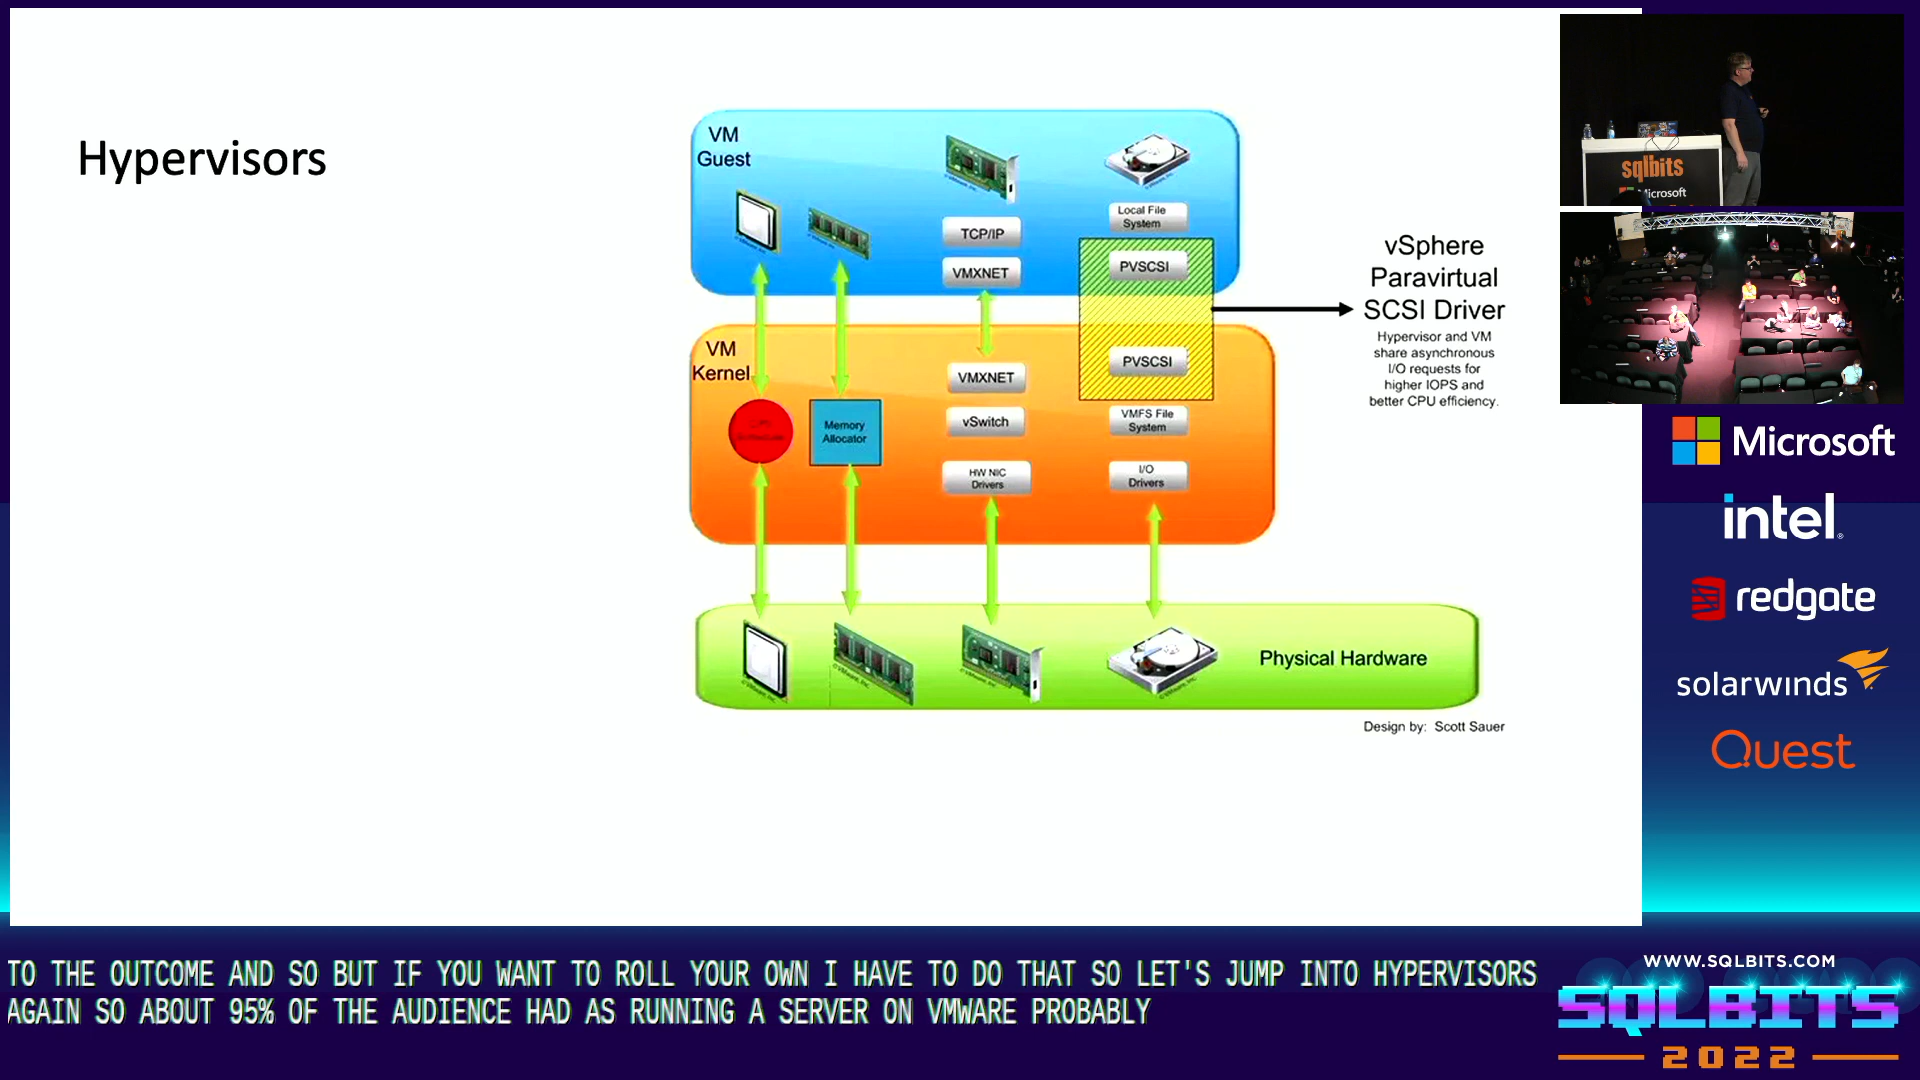 Hypervisors
VM
Guest
TCP/IP
VMXNET
Local File
System
PVSCSI
VM
Kernel
Memory
Allocator
VMXNET
vSwitch
HW NIC
Drivers
PVSCSI
VMFS File
System
I/O
Drivers
vSphere
Paravirtual
SCSI Driver
Hypervisor and VM
share asynchronous
I/O requests for
higher IOPS and
better CPU efficiency.
Physical Hardware
Design by: Scott Sauer
sqlbits
Microsoft
Microsoft
intel
redgate
solarwinds
Quest
WWW.SQLBITS.COM
SQLBITS
2022
TO THE OUTCOME AND SO BUT IF YOU WANT TO ROLL YOUR OWN I HAVE TO DO THAT SO LET'S JUMP INTO HYPERVISORS
AGAIN SO ABOUT 95% OF THE AUDIENCE HAD AS RUNNING A SERVER ON VMWARE PROBABLY